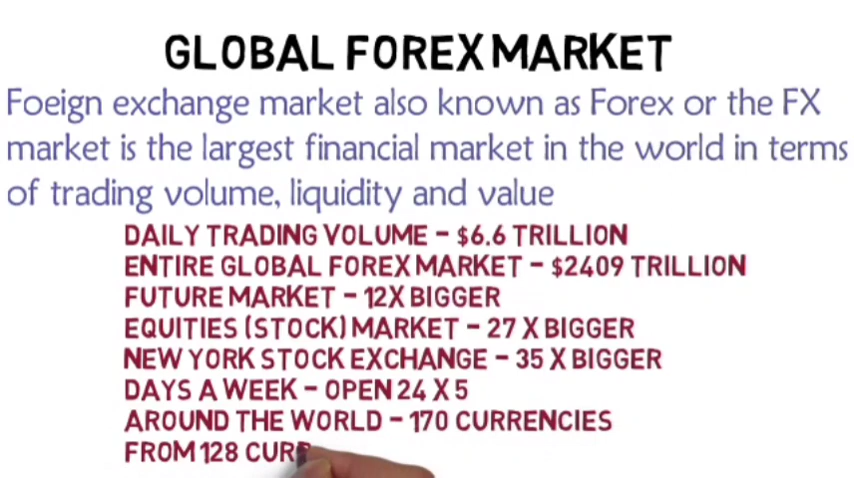 GLOBAL FOREX MARKET
Foeign exchange market also known as Forex or the FX
market is the largest financial market in the world in terms
of trading volume, liquidity and value
DAILY TRADING VOLUME – $6.6 TRILLION
ENTIRE GLOBAL FOREX MARKET – $2409 TRILLION
FUTURE MARKET – 12X BIGGER
EQUITIES (STOCK) MARKET – 27 X BIGGER
NEW YORK STOCK EXCHANGE – 35 X BIGGER
DAYS A WEEK – OPEN 24 X 5
AROUND THE WORLD – 170 CURRENCIES
FROM 128 CUR